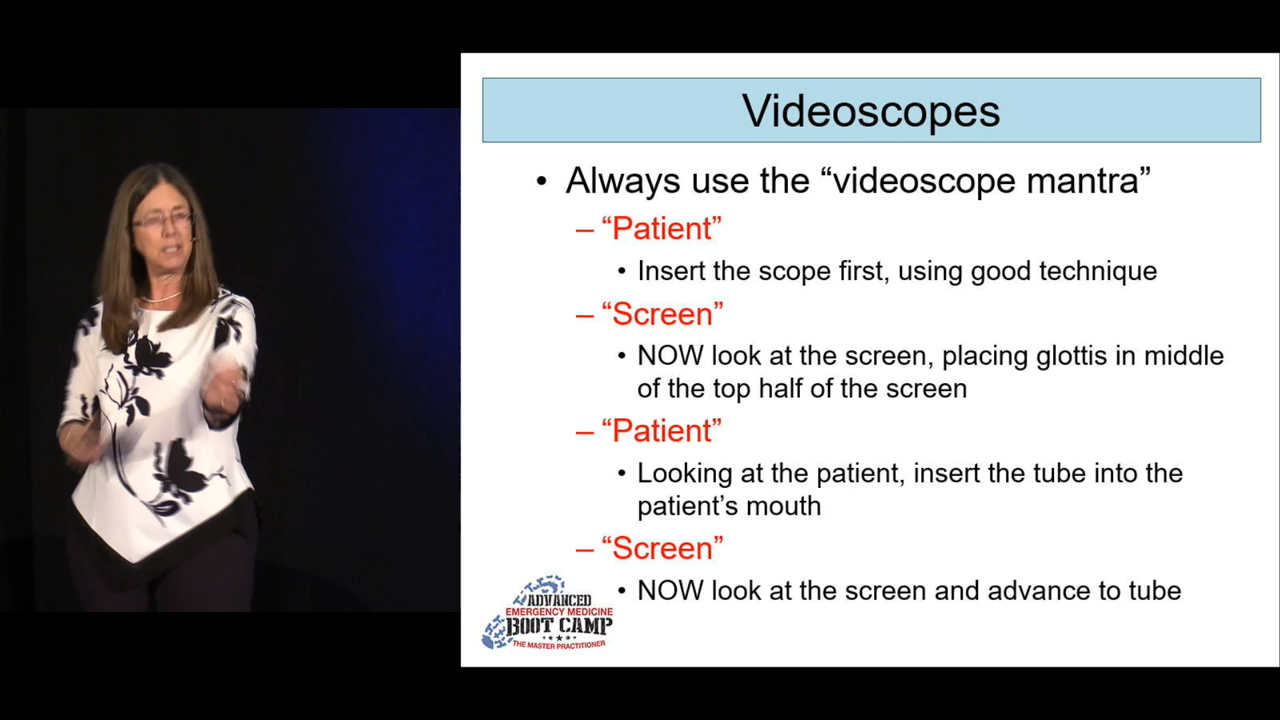 Videoscopes
• Always use the “videoscope mantra”
– “Patient”
• Insert the scope first, using good technique
– “Screen”
• NOW look at the screen, placing glottis in middle
of the top half of the screen
– “Patient”
• Looking at the patient, insert the tube into the
patient’s mouth
– “Screen”
• NOW look at the screen and advance to tube
ADVANCED
EMERGENCY MEDICINE
BOOT CAMP
THE MASTER PRACTITIONER